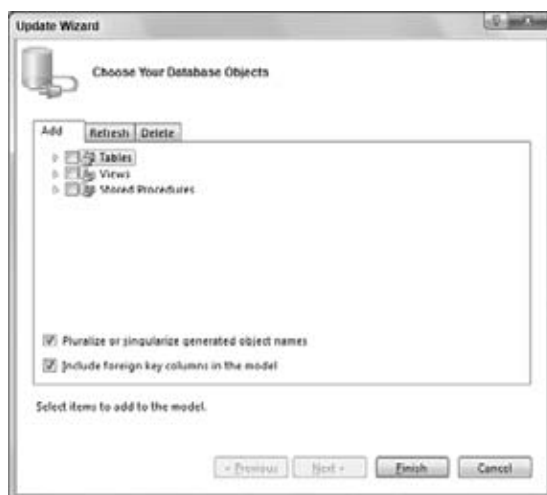 Update Wizard
Choose Your Database Objects
Add Refresh Delete
Tables
Views
Stored Procedures
Pluralize or singularize generated object names
Include foreign key columns in the model
Select items to add to the model.
< Previous Next > Finish Cancel